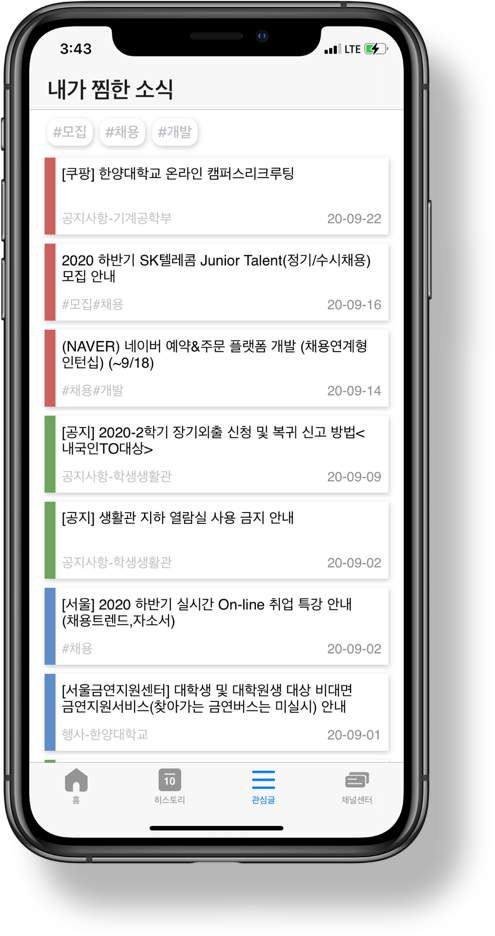 3:43
LTE
내가 찜한 소식
#모집 #채용 #개발
[쿠팡] 한양대학교 온라인 캠퍼스리크루팅
공지사항-기계공학부 20-09-22
2020 하반기 SK텔레콤 Junior Talent(정기/수시채용)
모집 안내
#모집#채용 20-09-16
(NAVER) 네이버 예약&주문 플랫폼 개발 (채용연계형
인턴십) (~9/18)
#채용#개발 20-09-14
[공지] 2020-2학기 장기외출 신청 및 복귀 신고 방법<
내국인TO대상>
공지사항-학생생활관 20-09-09
[공지] 생활관 지하 열람실 사용 금지 안내
공지사항-학생생활관 20-09-02
[서울] 2020 하반기 실시간 On-line 취업 특강 안내
(채용트렌드,자소서)
#채용 20-09-02
[서울금연지원센터] 대학생 및 대학원생 대상 비대면
금연지원서비스(찾아가는 금연버스는 미실시) 안내
행사-한양대학교 20-09-01
10
홈 히스토리 관심글 채널센터